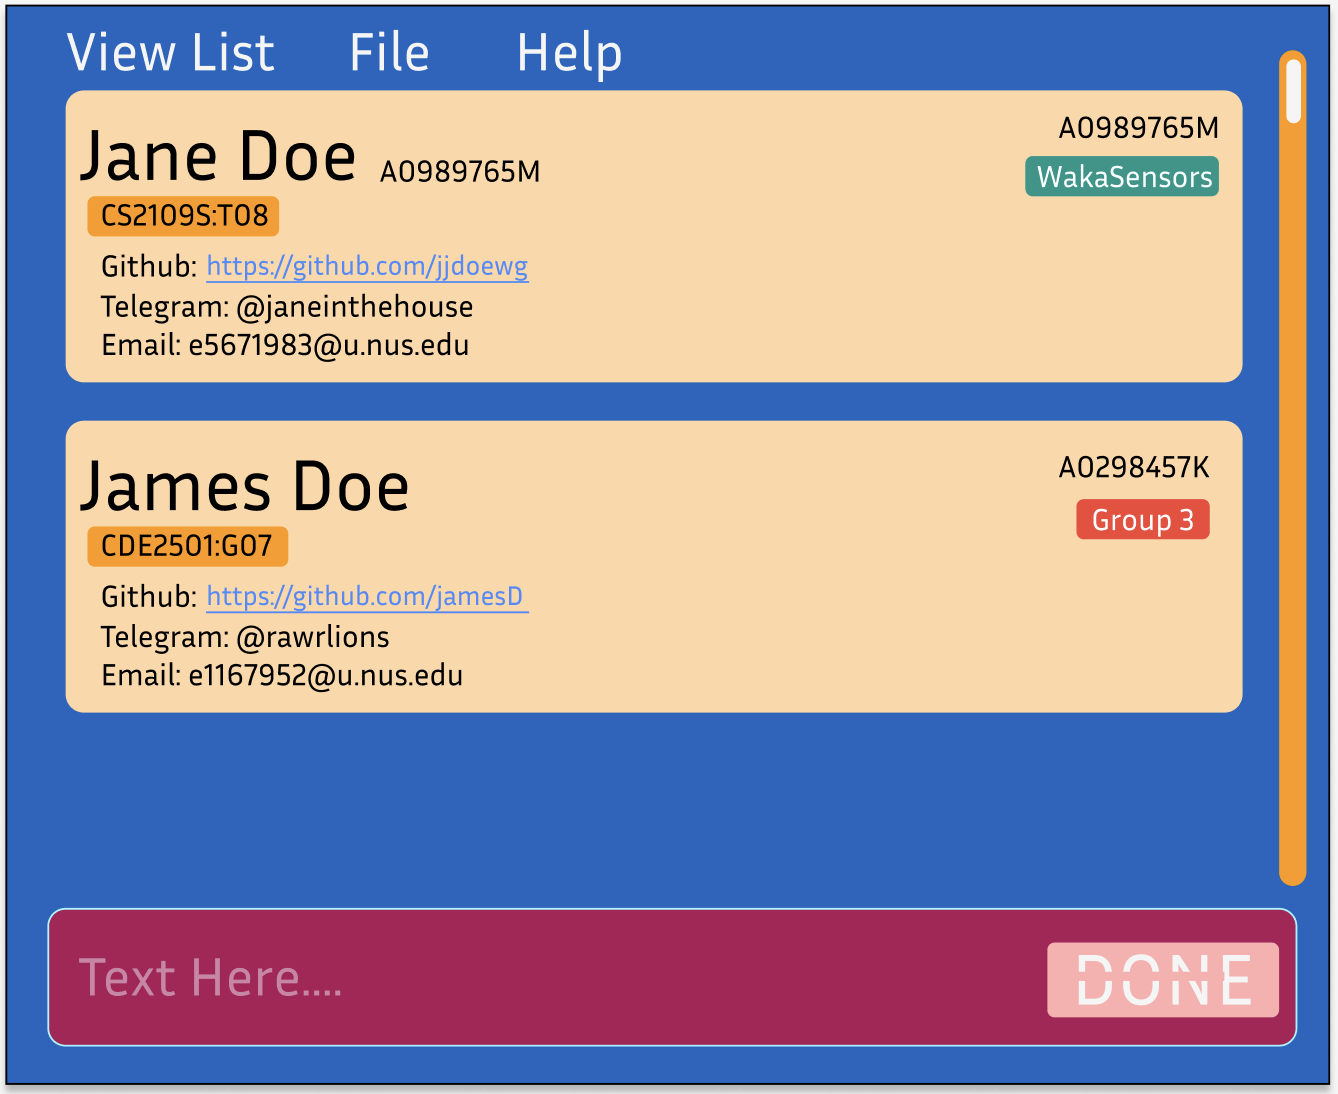 View List File Help
Jane Doe A0989765M
A0989765M
WakaSensors
CS2109S:T08
Github: https://github.com/jjdoewg
Telegram: @janeinthehouse
Email: e5671983@u.nus.edu
James Doe
A0298457K
Group 3
CDE2501:G07
Github: https://github.com/jamesD
Telegram: @rawrlions
Email: e1167952@u.nus.edu
Text Here....
DONE